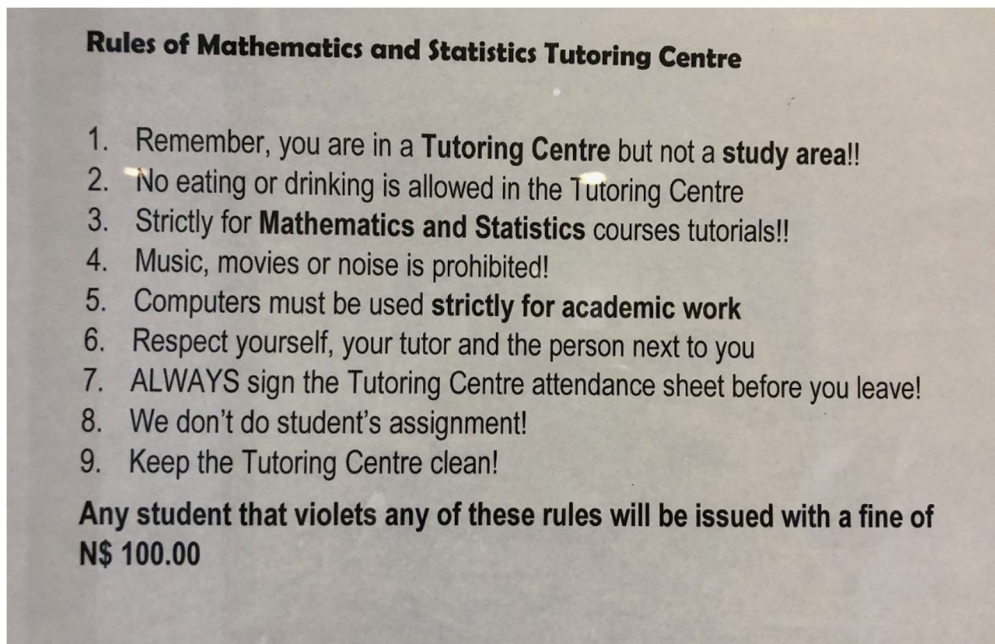 Rules of Mathematics and Statistics Tutoring Centre
1. Remember, you are in a Tutoring Centre but not a study area!!
2. No eating or drinking is allowed in the Tutoring Centre
3. Strictly for Mathematics and Statistics courses tutorials!!
4. Music, movies or noise is prohibited!
5. Computers must be used strictly for academic work
6. Respect yourself, your tutor and the person next to you
7. ALWAYS sign the Tutoring Centre attendance sheet before you leave!
8. We don't do student's assignment!
9. Keep the Tutoring Centre clean!
Any student that violets any of these rules will be issued with a fine of
N$ 100.00